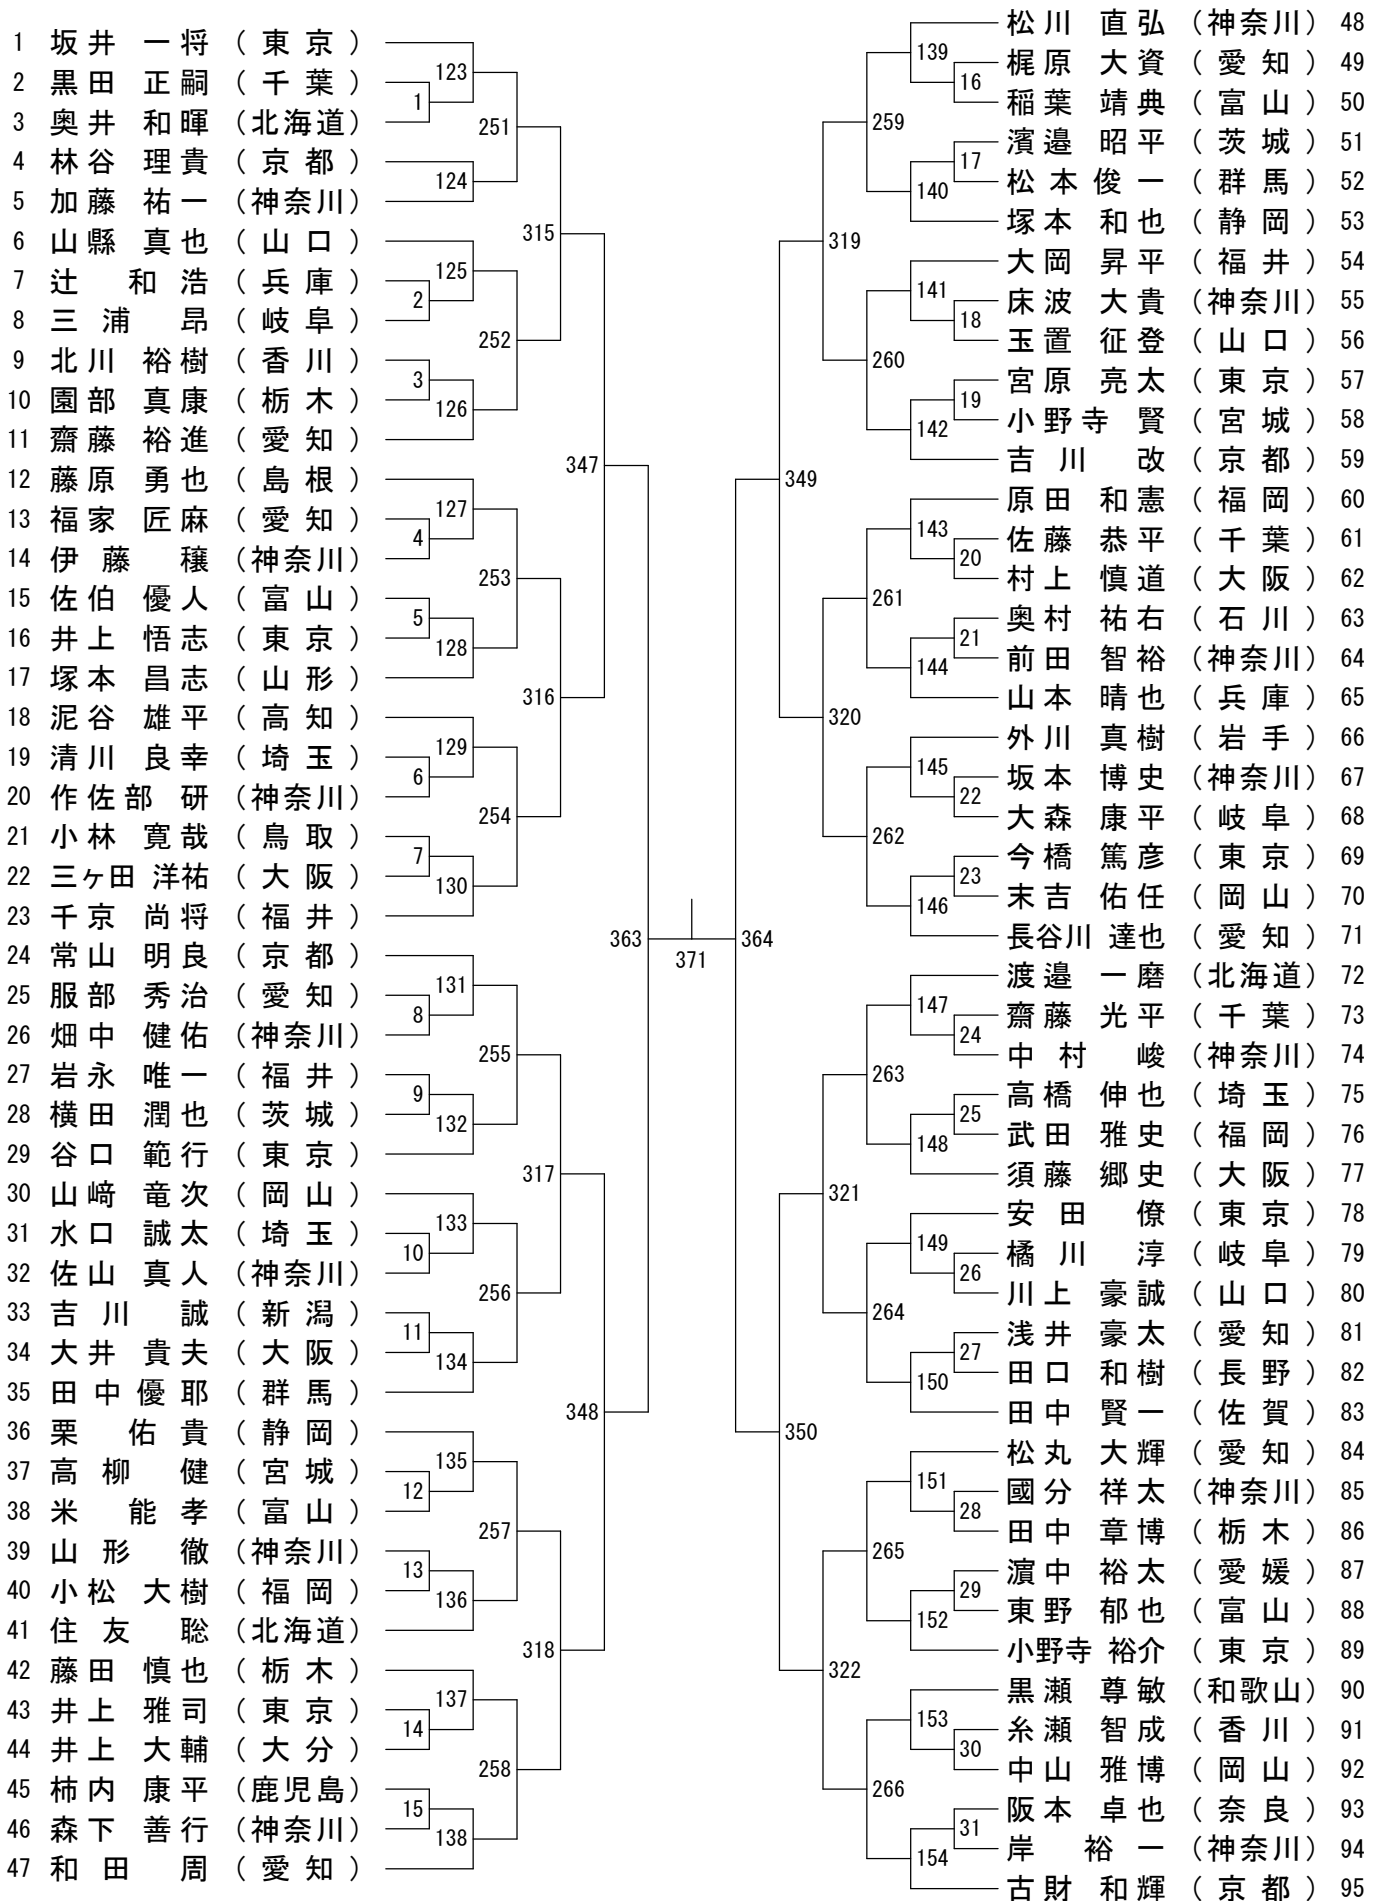 1 坂井 一将 (東京)
2 黒田 正嗣 (千葉)
3 奥井 和暉 (北海道)
4 林谷 理貴 (京都)
5 加藤 祐一 (神奈川)
6 山縣 真也 (山口)
7 辻 和浩 (兵庫)
8 三浦 昂 (岐阜)
9 北川 裕樹 (香川)
10 園部 真康 (栃木)
11 齋藤 裕進 (愛知)
12 藤原 勇也 (島根)
13 福家 匠麻 (愛知)
14 伊藤 穣 (神奈川)
15 佐伯 優人 (富山)
16 井上 悟志 (東京)
17 塚本 昌志 (山形)
18 泥谷 雄平 (高知)
19 清川 良幸 (埼玉)
20 作佐部 研 (神奈川)
21 小林 寛哉 (鳥取)
22 三ヶ田 洋祐 (大阪)
23 千京 尚将 (福井)
24 常山 明良 (京都)
25 服部 秀治 (愛知)
26 畑中 健佑 (神奈川)
27 岩永 唯一 (福井)
28 横田 潤也 (茨城)
29 谷口 範行 (東京)
30 山﨑 竜次 (岡山)
31 水口 誠太 (埼玉)
32 佐山 真人 (神奈川)
33 吉川 誠 (新潟)
34 大井 貴夫 (大阪)
35 田中優耶 (群馬)
36 栗 佑貴 (静岡)
37 高柳 健 (宮城)
38 米 能孝 (富山)
39 山形 徹 (神奈川)
40 小松 大樹 (福岡)
41 住友 聡 (北海道)
42 藤田 慎也 (栃木)
43 井上 雅司 (東京)
44 井上 大輔 (大分)
45 柿内 康平 (鹿児島)
46 森下 善行 (神奈川)
47 和田 周 (愛知)
1
2
3
4
5
6
7
8
9
10
11
12
13
14
15
123
124
125
126
127
128
129
130
131
132
133
134
135
136
137
138
251
252
253
254
255
256
257
258
315
316
317
318
347
348
363
371
364
349
350
319
320
321
322
259
260
261
262
263
264
265
266
139
140
141
142
143
144
145
146
147
148
149
150
151
152
153
154
16
17
18
19
20
21
22
23
24
25
26
27
28
29
30
31
松川 直弘 (神奈川) 48
梶原 大資 (愛知) 49
稲葉 靖典 (富山) 50
濱邉 昭平 (茨城) 51
松本俊一 (群馬) 52
塚本 和也 (静岡) 53
大岡 昇平 (福井) 54
床波 大貴 (神奈川) 55
玉置 征登 (山口) 56
宮原 亮太 (東京) 57
小野寺 賢 (宮城) 58
吉川 改 (京都) 59
原田 和憲 (福岡) 60
佐藤 恭平 (千葉) 61
村上 慎道 (大阪) 62
奥村 祐右 (石川) 63
前田 智裕 (神奈川) 64
山本 晴也 (兵庫) 65
外川 真樹 (岩手) 66
坂本 博史 (神奈川) 67
大森 康平 (岐阜) 68
今橋 篤彦 (東京) 69
末吉 佑任 (岡山) 70
長谷川 達也 (愛知) 71
渡邉 一磨 (北海道) 72
齋藤 光平 (千葉) 73
中村 峻 (神奈川) 74
高橋 伸也 (埼玉) 75
武田 雅史 (福岡) 76
須藤 郷史 (大阪) 77
安田 僚 (東京) 78
橘川 淳 (岐阜) 79
川上 豪誠 (山口) 80
浅井 豪太 (愛知) 81
田口 和樹 (長野) 82
田中 賢一 (佐賀) 83
松丸 大輝 (愛知) 84
國分 祥太 (神奈川) 85
田中 章博 (栃木) 86
濵中 裕太 (愛媛) 87
東野 郁也 (富山) 88
小野寺 裕介 (東京) 89
黒瀬 尊敏 (和歌山) 90
糸瀬 智成 (香川) 91
中山 雅博 (岡山) 92
阪本 卓也 (奈良) 93
岸 裕一 (神奈川) 94
古財 和輝 (京都) 95